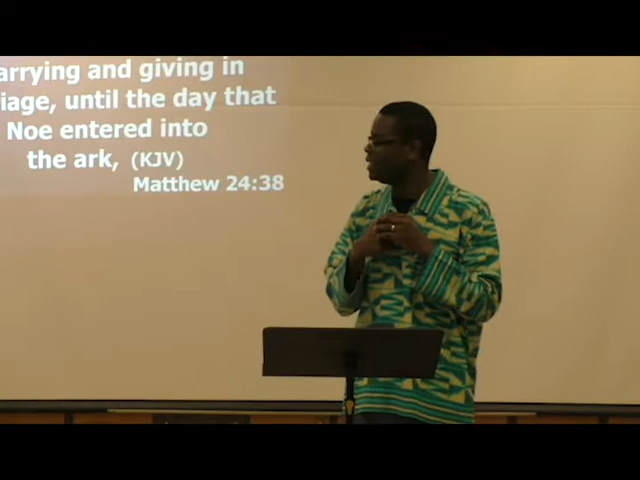 arrying and giving in
iage, until the day that
Noe entered into
the ark, (KJV)
Matthew 24:38